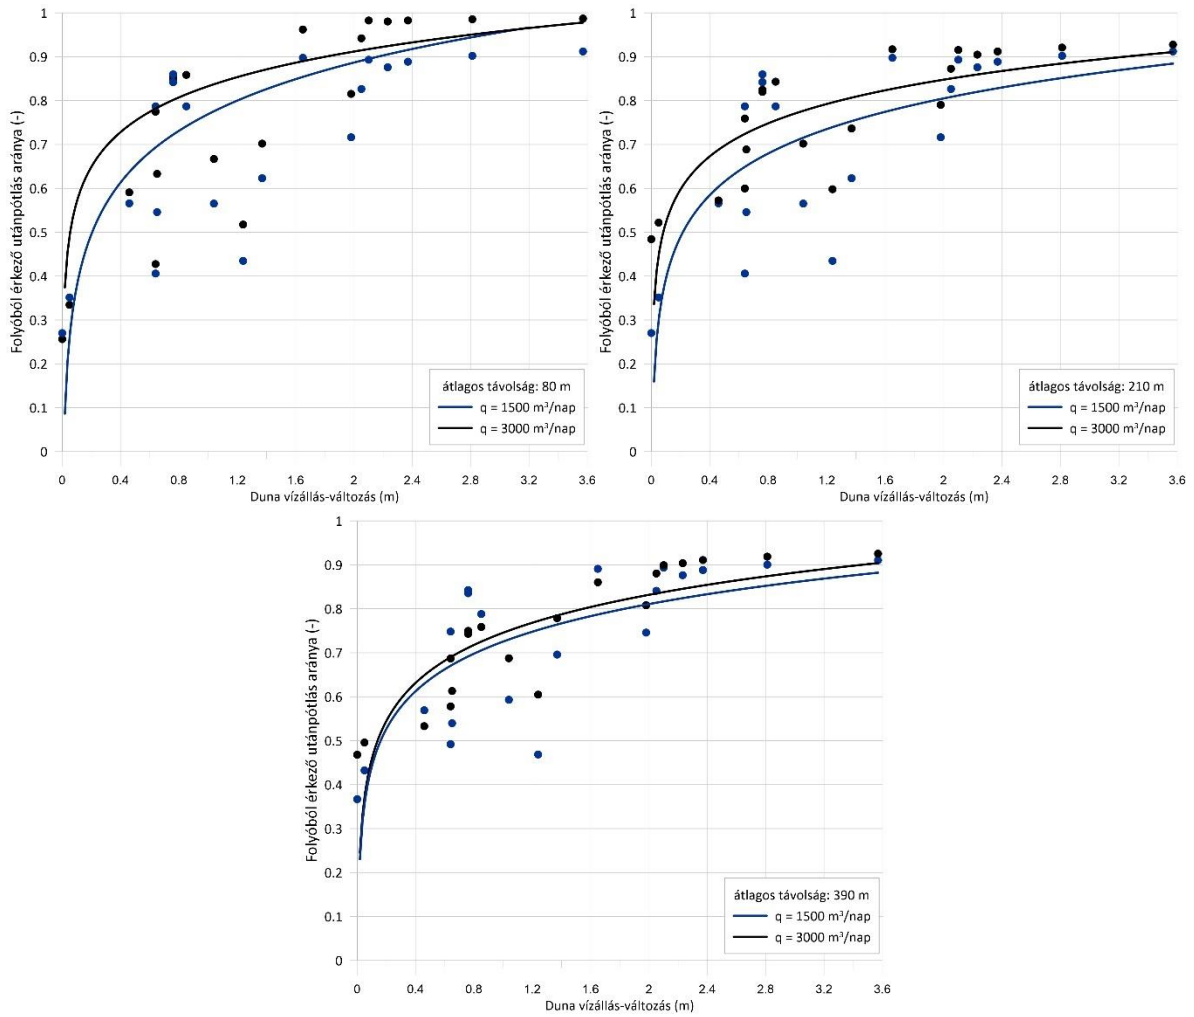 Folyóból érkező utánpótlás aránya (-)
1
0.9
0.8
0.7
0.6
0.5
0.4
0.3
0.2
0.1
0
átlagos távolság: 80 m
q = 1500 m³/nap
q = 3000 m³/nap
0 0.4 0.8 1.2 1.6 2 2.4 2.8 3.2 3.6
Duna vízállás-változás (m)
Folyóból érkező utánpótlás aránya (-)
1
0.9
0.8
0.7
0.6
0.5
0.4
0.3
0.2
0.1
0
átlagos távolság: 210 m
q = 1500 m³/nap
q = 3000 m³/nap
0 0.4 0.8 1.2 1.6 2 2.4 2.8 3.2 3.6
Duna vízállás-változás (m)
Folyóból érkező utánpótlás aránya (-)
1
0.9
0.8
0.7
0.6
0.5
0.4
0.3
0.2
0.1
0
átlagos távolság: 390 m
q = 1500 m³/nap
q = 3000 m³/nap
0 0.4 0.8 1.2 1.6 2 2.4 2.8 3.2 3.6
Duna vízállás-változás (m)